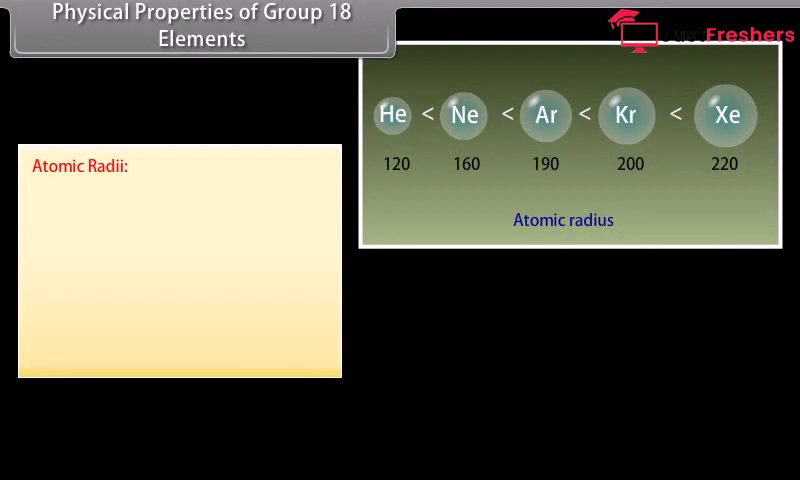 Physical Properties of Group 18
Elements
JustFreshers
Atomic Radii:
He < Ne < Ar < Kr < Xe
120 160 190 200 220
Atomic radius